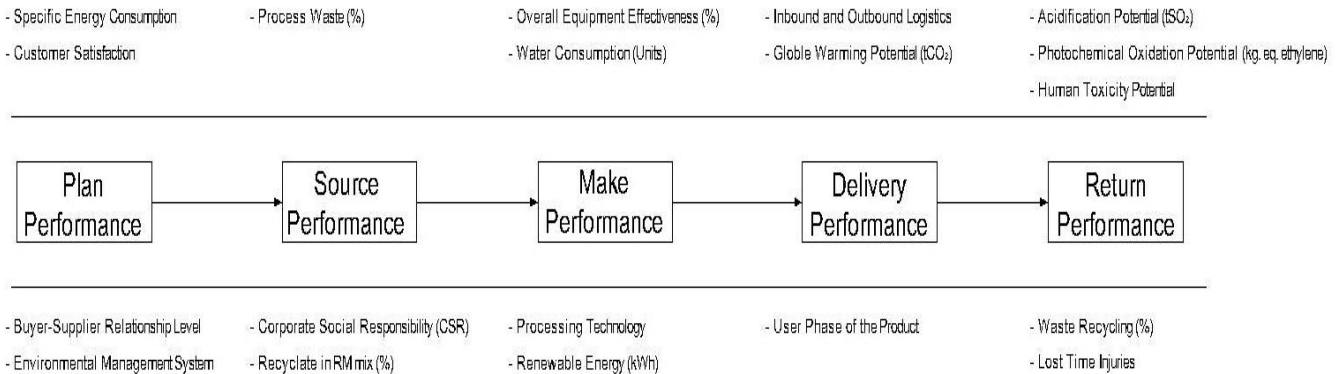 - Specific Energy Consumption
- Customer Satisfaction
- Process Waste (%)
- Overall Equipment Effectiveness (%)
- Water Consumption (Units)
- Inbound and Outbound Logistics
- Globle Warming Potential (tCO₂)
- Acidification Potential (tSO₂)
- Photochemical Oxidation Potential (kg. eq. ethylene)
- Human Toxicity Potential
Plan
Performance
Source
Performance
Make
Performance
Delivery
Performance
Return
Performance
- Buyer-Supplier Relationship Level
- Environmental Management System
- Corporate Social Responsibility (CSR)
- Recyclate in RM mix (%)
- Processing Technology
- Renewable Energy (kWh)
- User Phase of the Product
- Waste Recycling (%)
- Lost Time Injuries